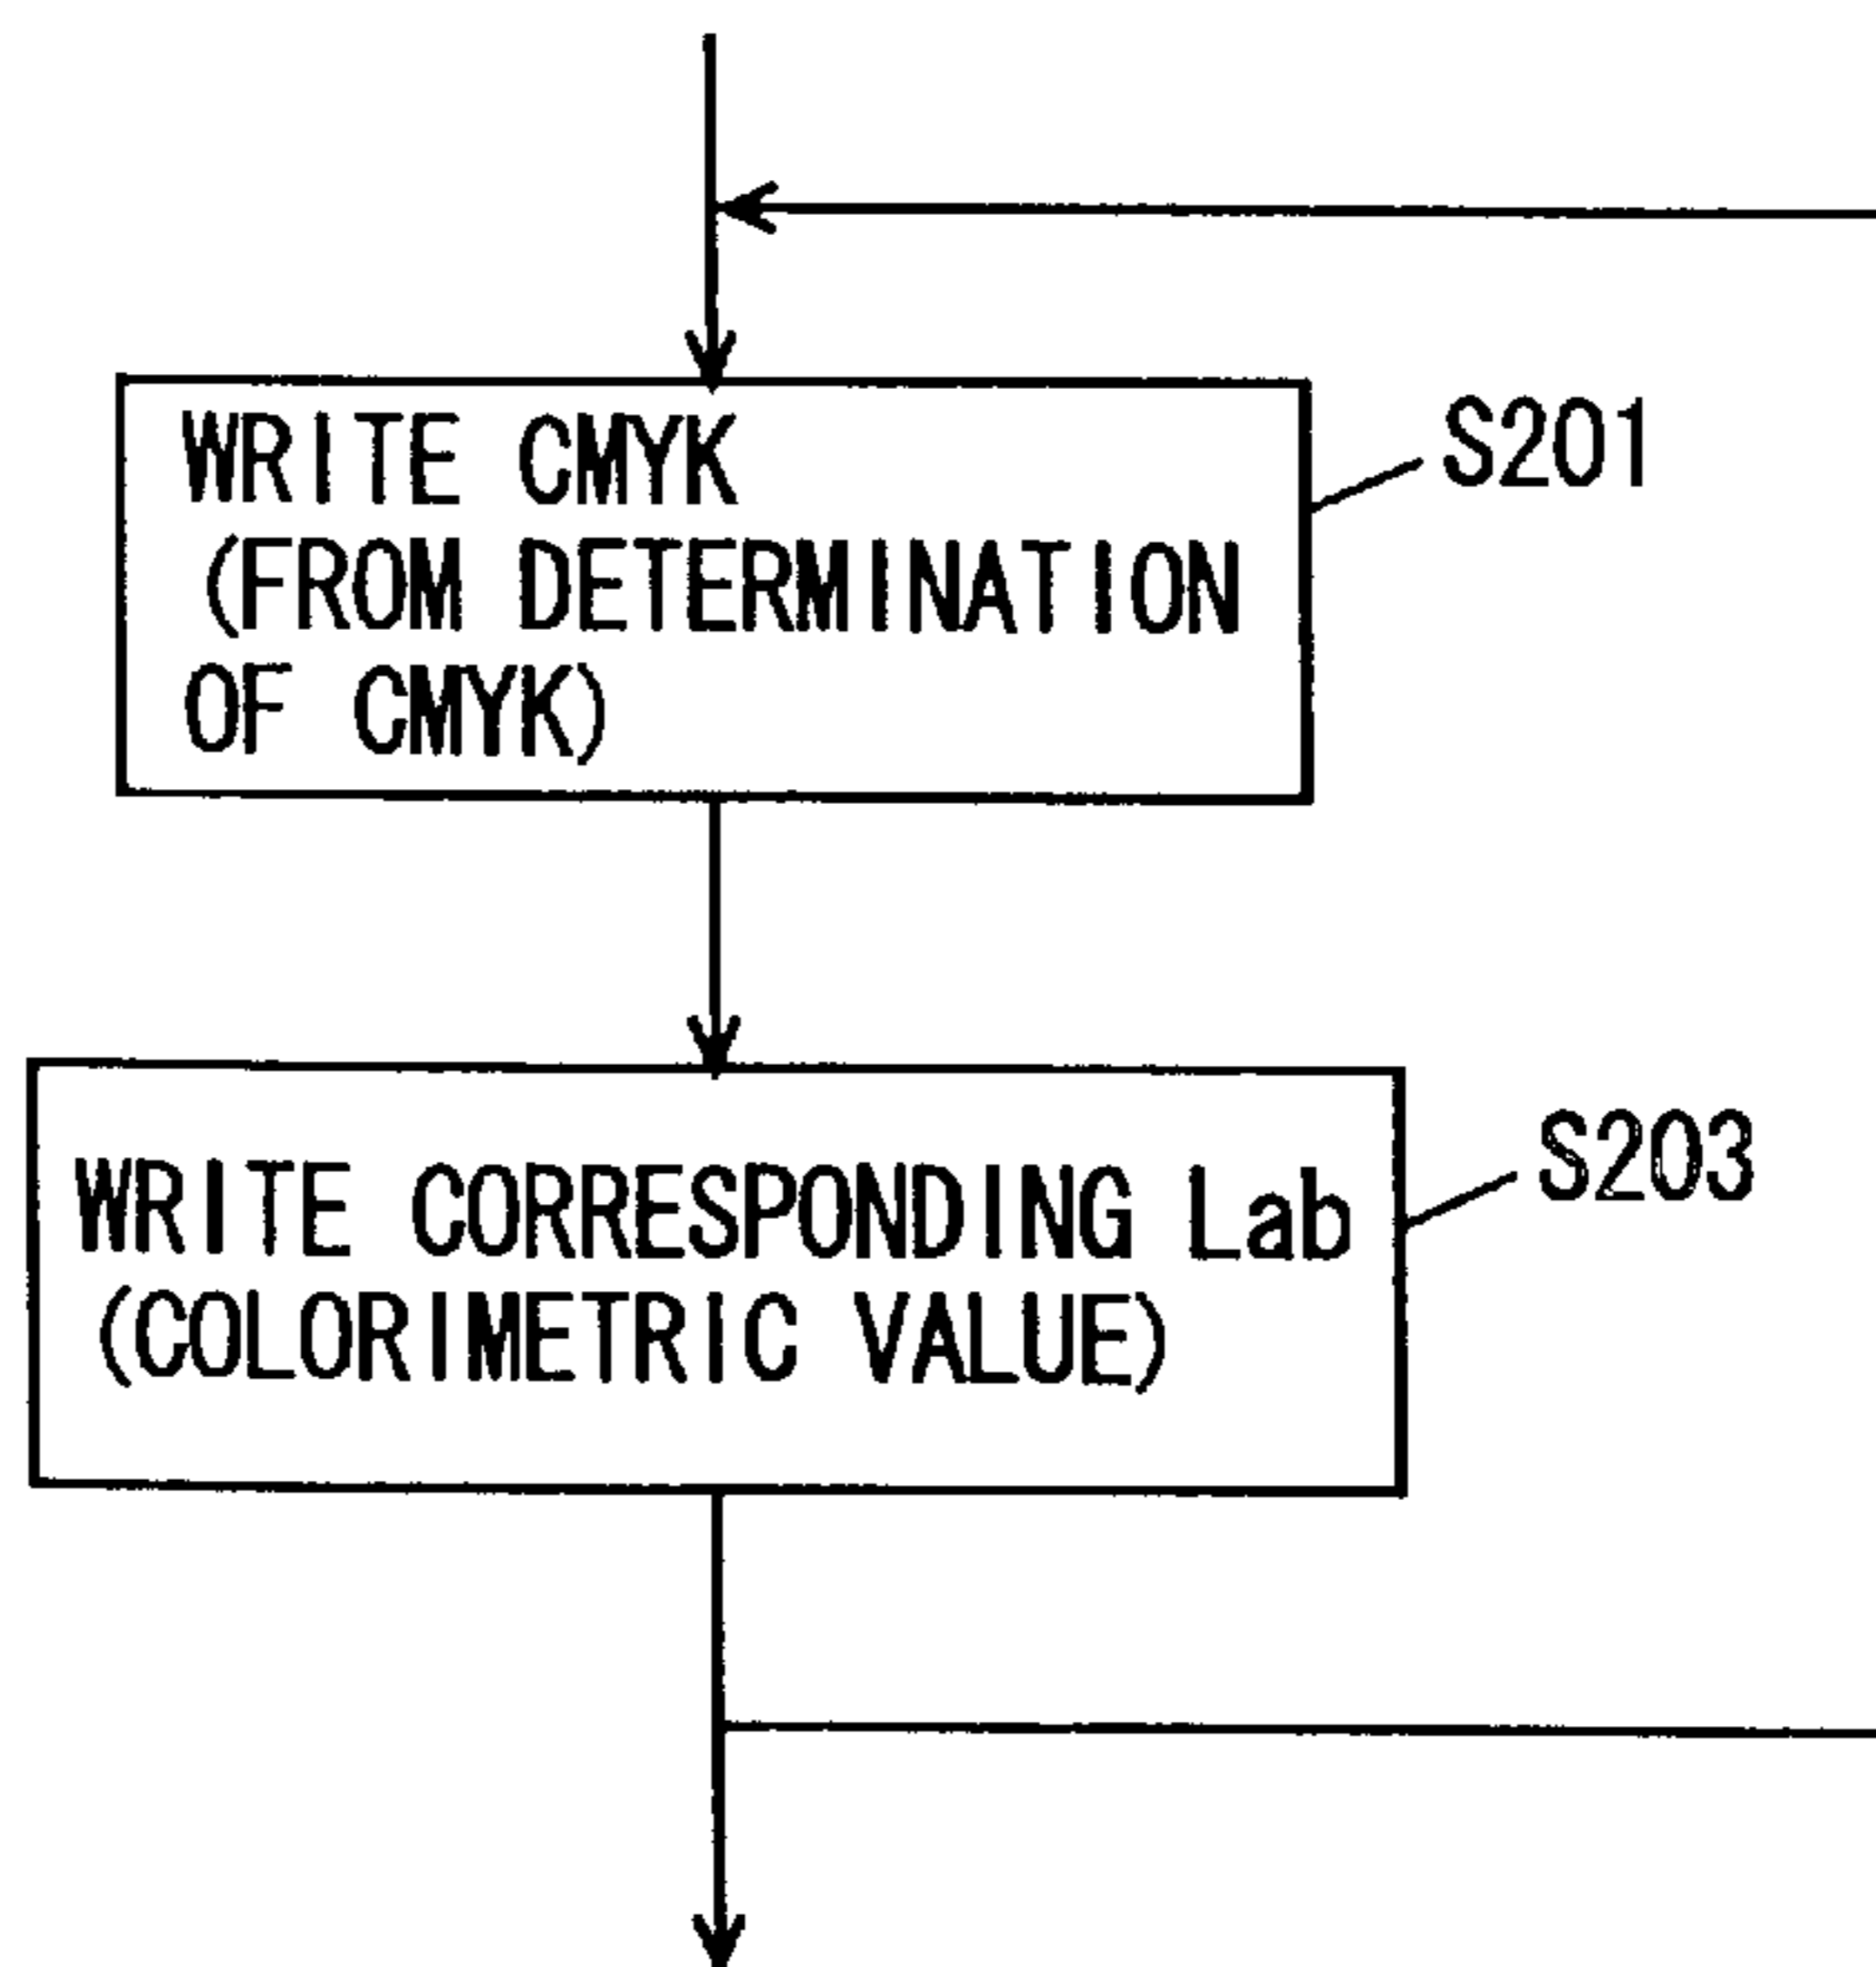 WRITE CMYK
(FROM DETERMINATION
OF CMYK)
S201
WRITE CORRESPONDING Lab
(COLORIMETRIC VALUE)
S203